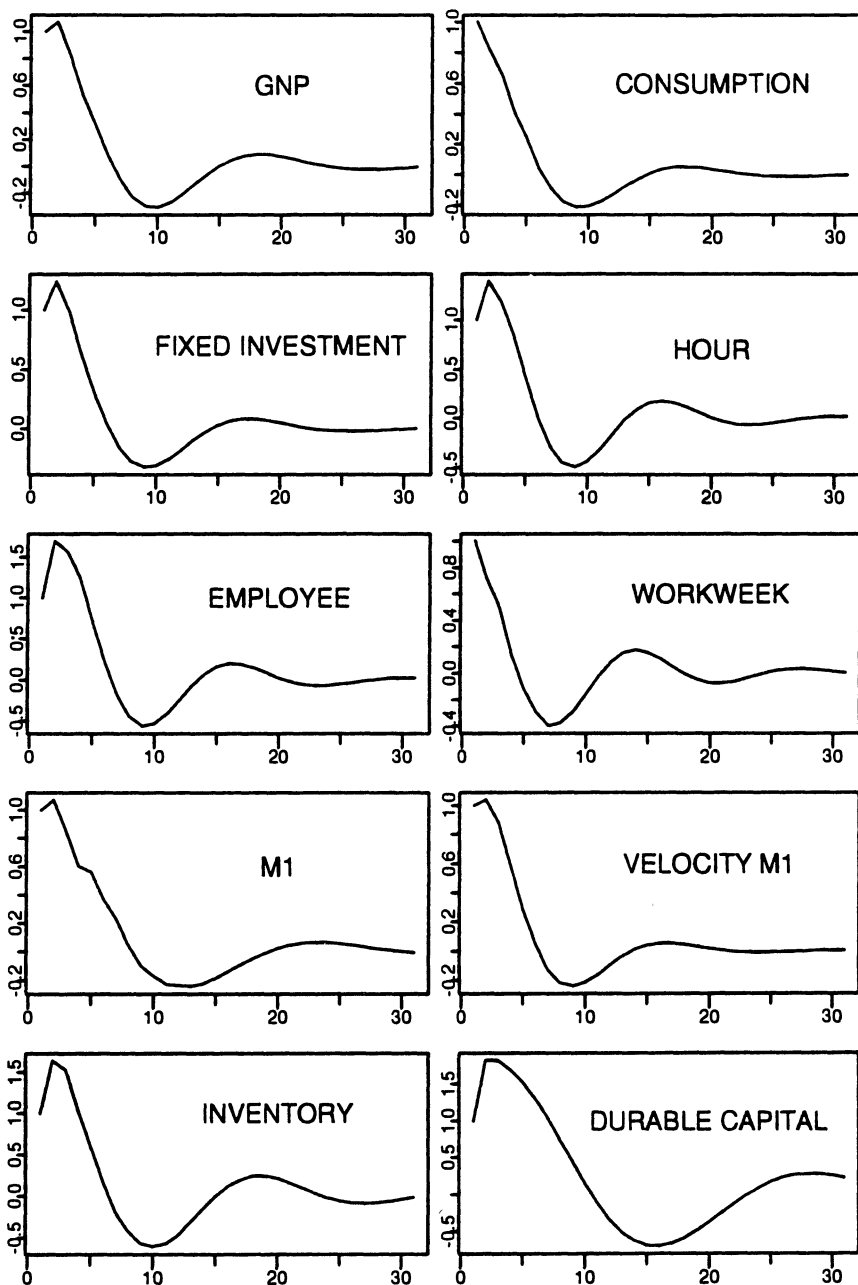 1.0
0.6
0.2
-0.2
GNP
0 10 20 30
1.0
0.6
0.2
-0.2
CONSUMPTION
0 10 20 30
1.0
0.5
0.0
FIXED INVESTMENT
0 10 20 30
1.0
0.5
0.0
-0.5
HOUR
0 10 20 30
1.5
1.0
0.5
0.0
-0.5
EMPLOYEE
0 10 20 30
0.8
0.4
0.0
-0.4
WORKWEEK
0 10 20 30
1.0
0.6
0.2
-0.2
M1
0 10 20 30
1.0
0.6
0.2
-0.2
VELOCITY M1
0 10 20 30
1.5
1.0
0.5
0.0
-0.5
INVENTORY
0 10 20 30
1.5
1.0
0.5
-0.5
DURABLE CAPITAL
0 10 20 30